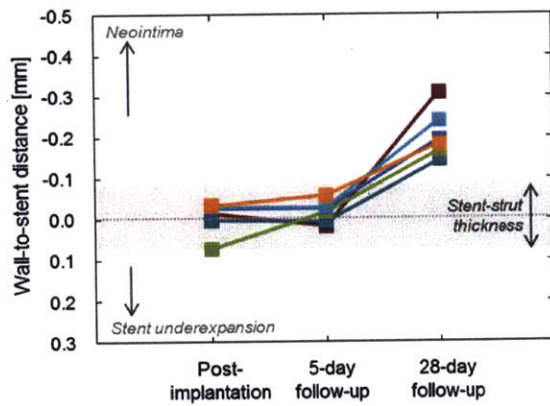 Wall-to-stent distance [mm]
-0.5
-0.4
-0.3
-0.2
-0.1
0.0
0.1
0.2
0.3
Neointima
Stent-strut
thickness
Stent underexpansion
Post-
implantation
5-day
follow-up
28-day
follow-up